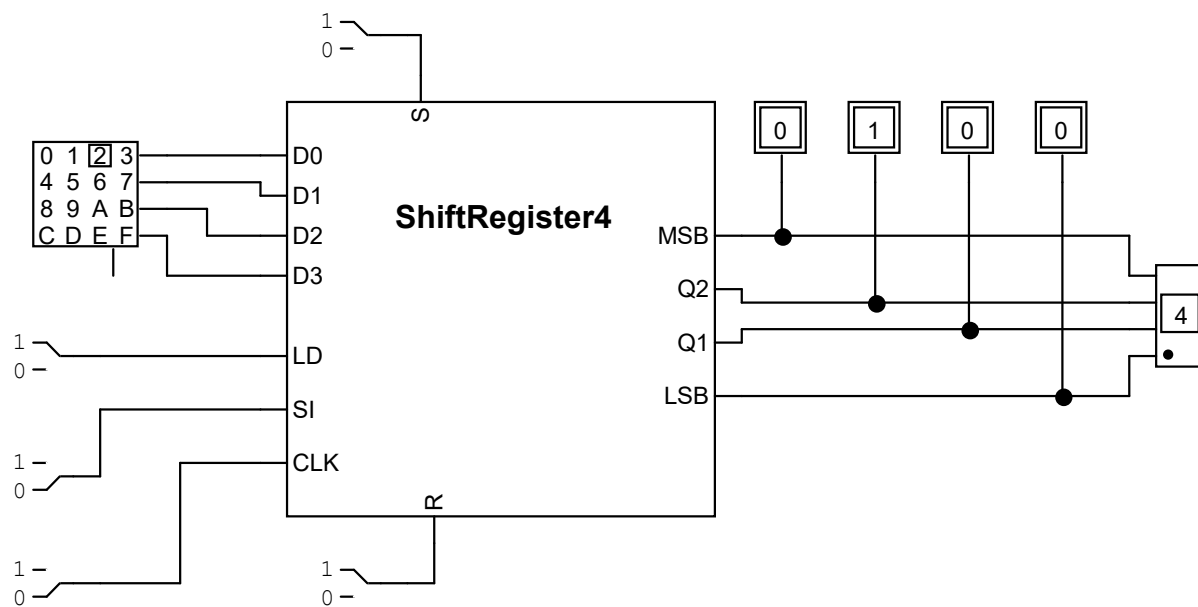 1
0
S
0 1 2 3
4 5 6 7
8 9 A B
C D E F
D0
D1
D2
D3
ShiftRegister4
0
1
0
0
MSB
Q2
Q1
LSB
4
1
0
LD
1
0
SI
1
0
CLK
R
1
0